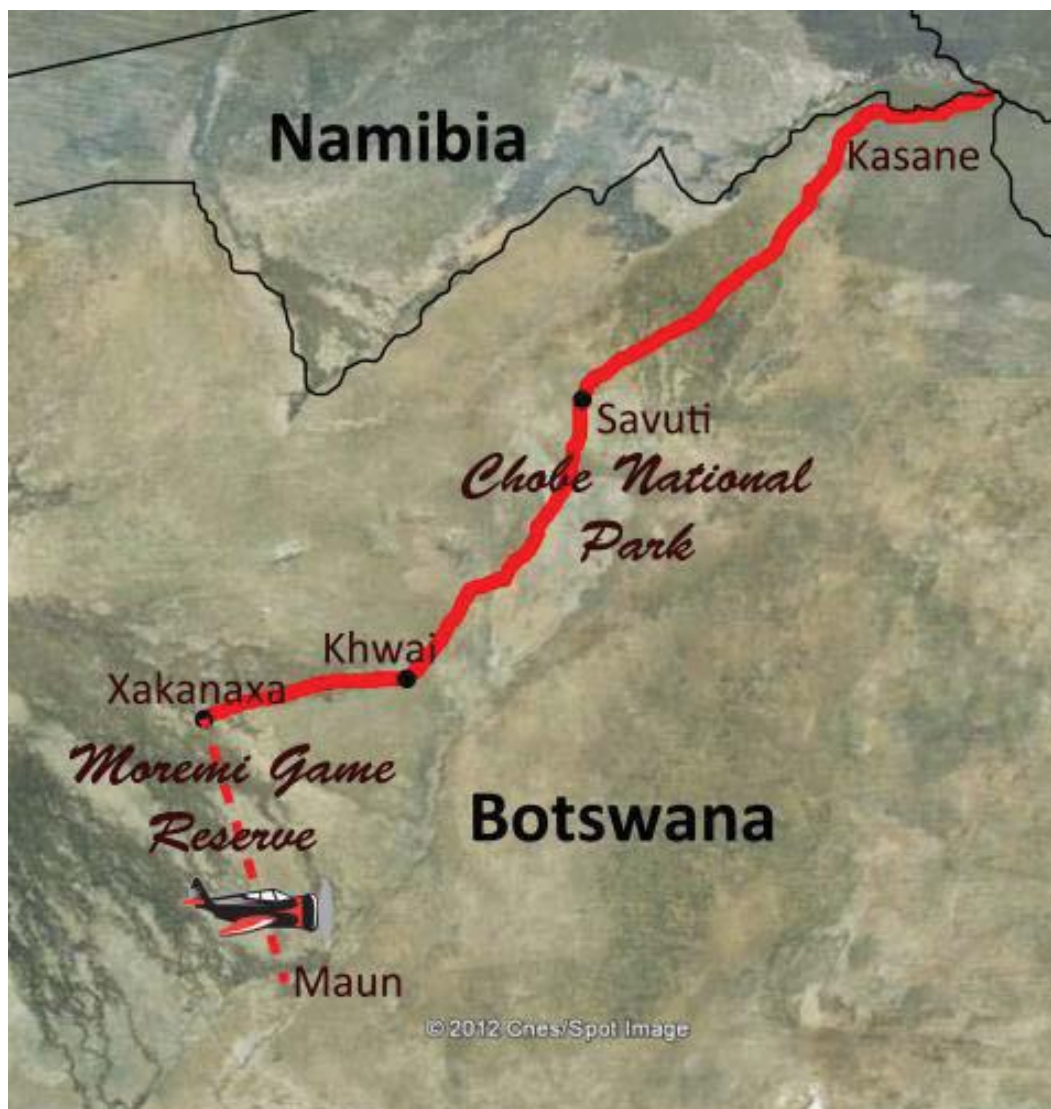 Namibia
Kasane
Savuti
Chobe National
Park
Khwai
Xakanaxa
Moremi Game
Reserve
Botswana
Maun
© 2012 Cnes/Spot Image